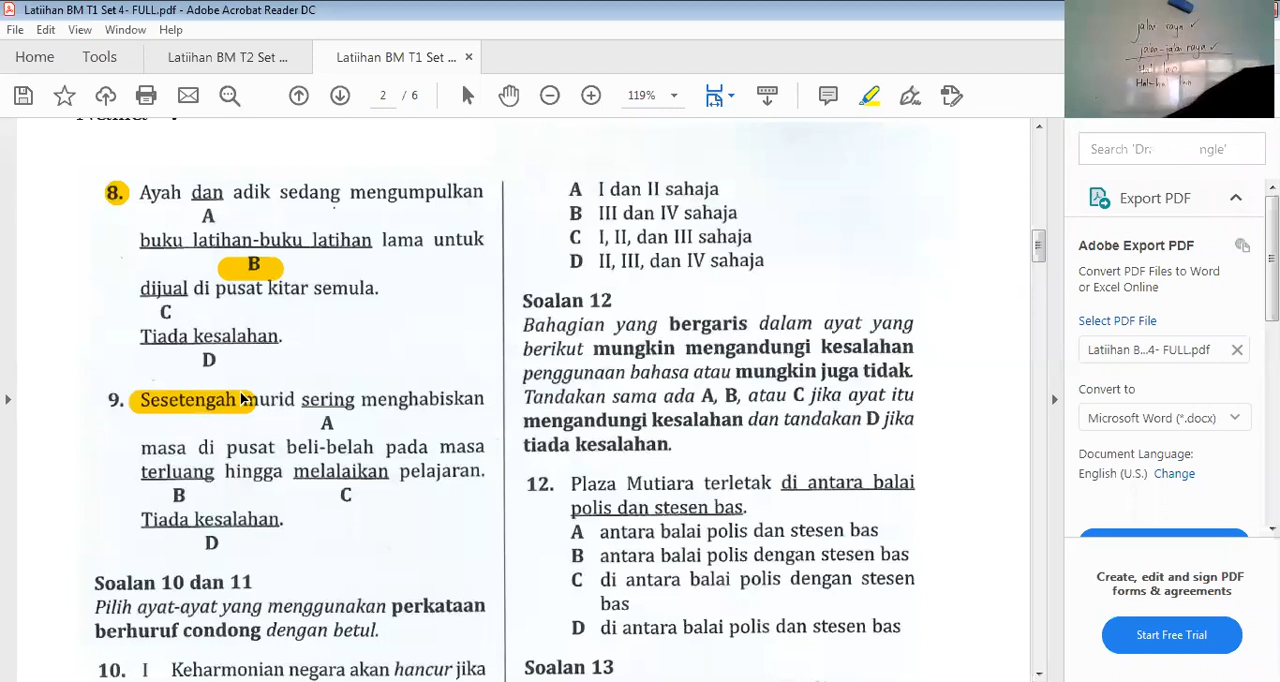 Latiihan BM T1 Set 4- FULL.pdf - Adobe Acrobat Reader DC
File Edit View Window Help
Home Tools Latiihan BM T2 Set ... Latiihan BM T1 Set ... ×
2 / 6 119%
8. Ayah dan adik sedang mengumpulkan
A
buku latihan-buku latihan lama untuk
B
dijual di pusat kitar semula.
C
Tiada kesalahan.
D
9. Sesetengah murid sering menghabiskan
A
masa di pusat beli-belah pada masa
terluang hingga melalaikan pelajaran.
B C
Tiada kesalahan.
D
Soalan 10 dan 11
Pilih ayat-ayat yang menggunakan perkataan
berhuruf condong dengan betul.
10. I Keharmonian negara akan hancur jika
A I dan II sahaja
B III dan IV sahaja
C I, II, dan III sahaja
D II, III, dan IV sahaja
Soalan 12
Bahagian yang bergaris dalam ayat yang
berikut mungkin mengandungi kesalahan
penggunaan bahasa atau mungkin juga tidak.
Tandakan sama ada A, B, atau C jika ayat itu
mengandungi kesalahan dan tandakan D jika
tiada kesalahan.
12. Plaza Mutiara terletak di antara balai
polis dan stesen bas.
A antara balai polis dan stesen bas
B antara balai polis dengan stesen bas
C di antara balai polis dengan stesen
bas
D di antara balai polis dan stesen bas
Soalan 13
jalan raya ✓
jalan-jalan raya ✓
Export PDF
Adobe Export PDF
Convert PDF Files to Word
or Excel Online
Select PDF File
Latiihan B...4- FULL.pdf ×
Convert to
Microsoft Word (*.docx)
Document Language:
English (U.S.) Change
Create, edit and sign PDF
forms & agreements
Start Free Trial